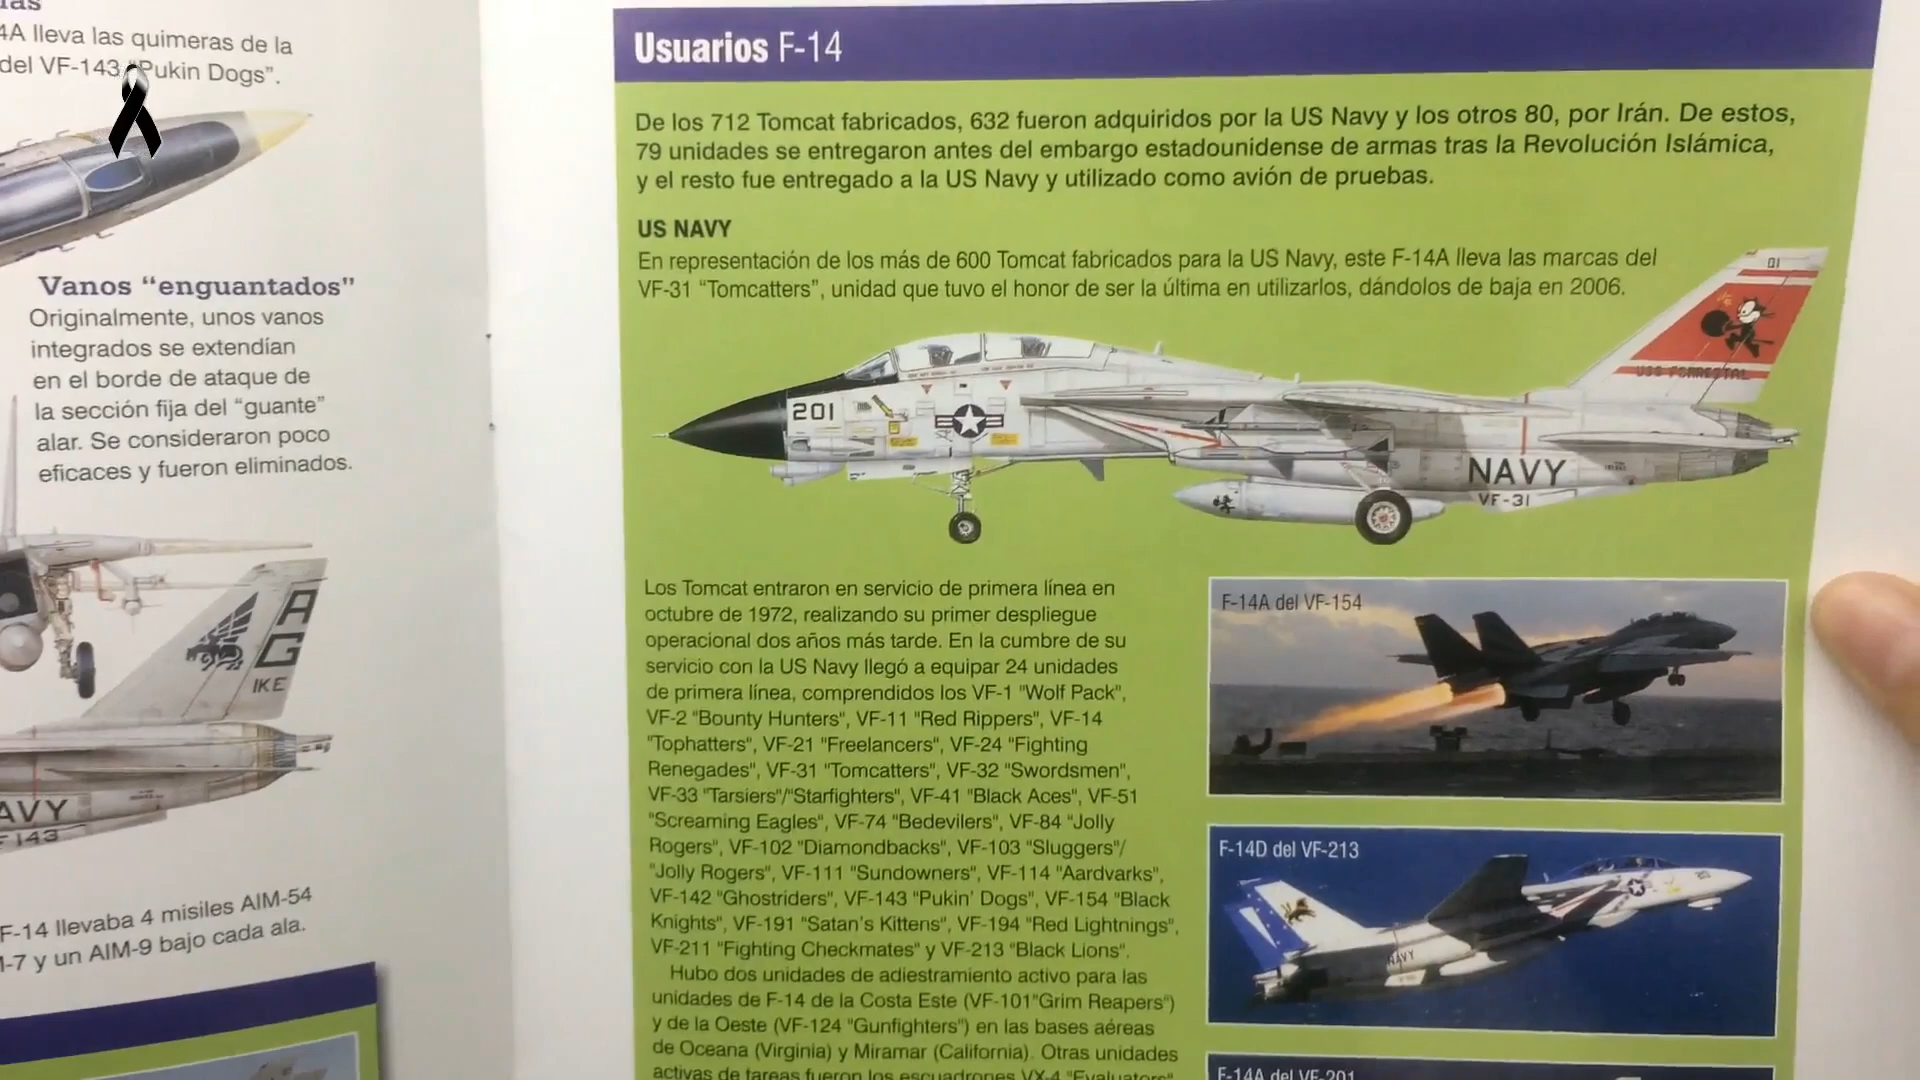 4A lleva las quimeras de la
del VF-143 "Pukin Dogs".
Vanos “enguantados”
Originalmente, unos vanos
integrados se extendían
en el borde de ataque de
la sección fija del “guante”
alar. Se consideraron poco
eficaces y fueron eliminados.
AG
IKE
AVY
F143
F-14 llevaba 4 misiles AIM-54
-7 y un AIM-9 bajo cada ala.
Usuarios F-14
De los 712 Tomcat fabricados, 632 fueron adquiridos por la US Navy y los otros 80, por Irán. De estos,
79 unidades se entregaron antes del embargo estadounidense de armas tras la Revolución Islámica,
y el resto fue entregado a la US Navy y utilizado como avión de pruebas.
US NAVY
En representación de los más de 600 Tomcat fabricados para la US Navy, este F-14A lleva las marcas del
VF-31 “Tomcatters”, unidad que tuvo el honor de ser la última en utilizarlos, dándolos de baja en 2006.
01
USS FORRESTAL
201
NAVY
VF-31
Los Tomcat entraron en servicio de primera línea en
octubre de 1972, realizando su primer despliegue
operacional dos años más tarde. En la cumbre de su
servicio con la US Navy llegó a equipar 24 unidades
de primera línea, comprendidos los VF-1 "Wolf Pack",
VF-2 "Bounty Hunters", VF-11 "Red Rippers", VF-14
"Tophatters", VF-21 "Freelancers", VF-24 "Fighting
Renegades", VF-31 "Tomcatters", VF-32 "Swordsmen",
VF-33 "Tarsiers"/"Starfighters", VF-41 "Black Aces", VF-51
"Screaming Eagles", VF-74 "Bedevilers", VF-84 "Jolly
Rogers", VF-102 "Diamondbacks", VF-103 "Sluggers"/
"Jolly Rogers", VF-111 "Sundowners", VF-114 "Aardvarks",
VF-142 "Ghostriders", VF-143 "Pukin' Dogs", VF-154 "Black
Knights", VF-191 "Satan's Kittens", VF-194 "Red Lightnings",
VF-211 "Fighting Checkmates" y VF-213 "Black Lions".
Hubo dos unidades de adiestramiento activo para las
unidades de F-14 de la Costa Este (VF-101"Grim Reapers")
y de la Oeste (VF-124 "Gunfighters") en las bases aéreas
de Oceana (Virginia) y Miramar (California). Otras unidades
activas de tareas fueron los escuadrones VX-4 "Evaluators"
F-14A del VF-154
F-14D del VF-213
NAVY
F-14A del VF-201